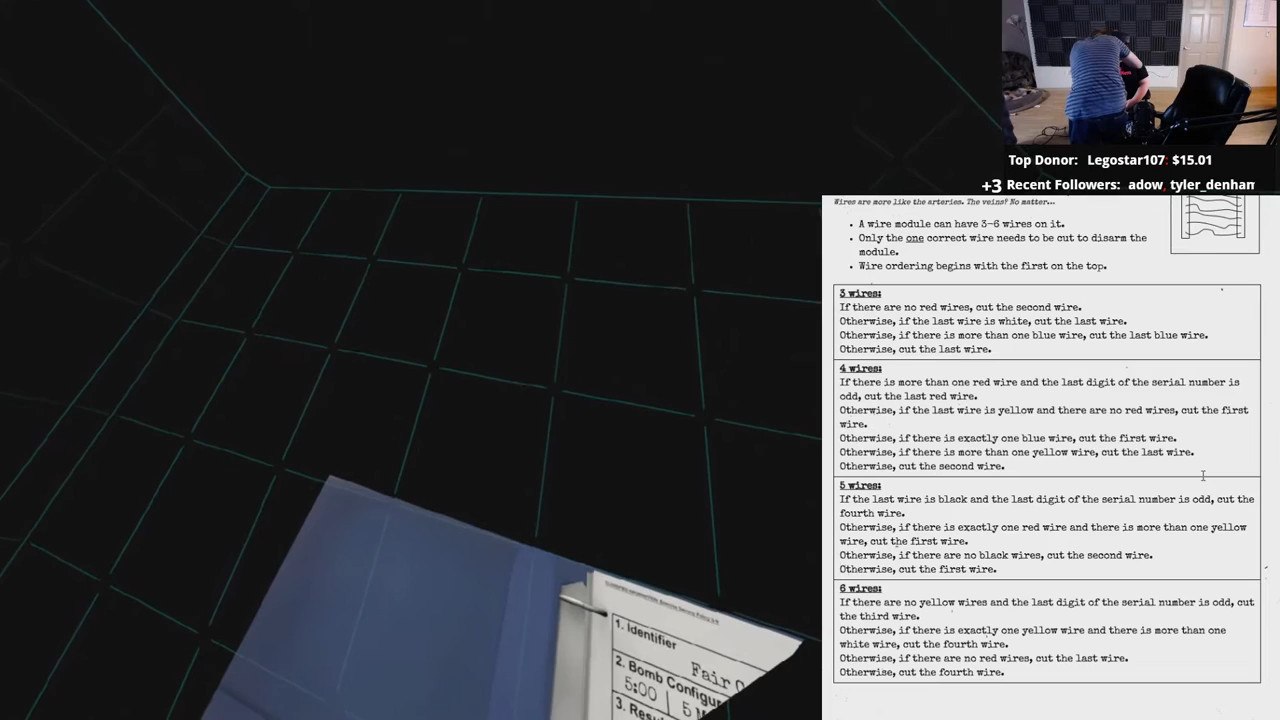 Top Donor: Legostar107: $15.01
+3 Recent Followers: adow, tyler_denham
Wires are more like the arteries. The veins? No matter...
• A wire module can have 3-6 wires on it.
• Only the one correct wire needs to be cut to disarm the
module.
• Wire ordering begins with the first on the top.
3 wires:
If there are no red wires, cut the second wire.
Otherwise, if the last wire is white, cut the last wire.
Otherwise, if there is more than one blue wire, cut the last blue wire.
Otherwise, cut the last wire.
4 wires:
If there is more than one red wire and the last digit of the serial number is
odd, cut the last red wire.
Otherwise, if the last wire is yellow and there are no red wires, cut the first
wire.
Otherwise, if there is exactly one blue wire, cut the first wire.
Otherwise, if there is more than one yellow wire, cut the last wire.
Otherwise, cut the second wire.
5 wires:
If the last wire is black and the last digit of the serial number is odd, cut the
fourth wire.
Otherwise, if there is exactly one red wire and there is more than one yellow
wire, cut the first wire.
Otherwise, if there are no black wires, cut the second wire.
Otherwise, cut the first wire.
6 wires:
If there are no yellow wires and the last digit of the serial number is odd, cut
the third wire.
Otherwise, if there is exactly one yellow wire and there is more than one
white wire, cut the fourth wire.
Otherwise, if there are no red wires, cut the last wire.
Otherwise, cut the fourth wire.
1. Identifier
Fair
2. Bomb Configur
5:00 | 5 M
3. Resu